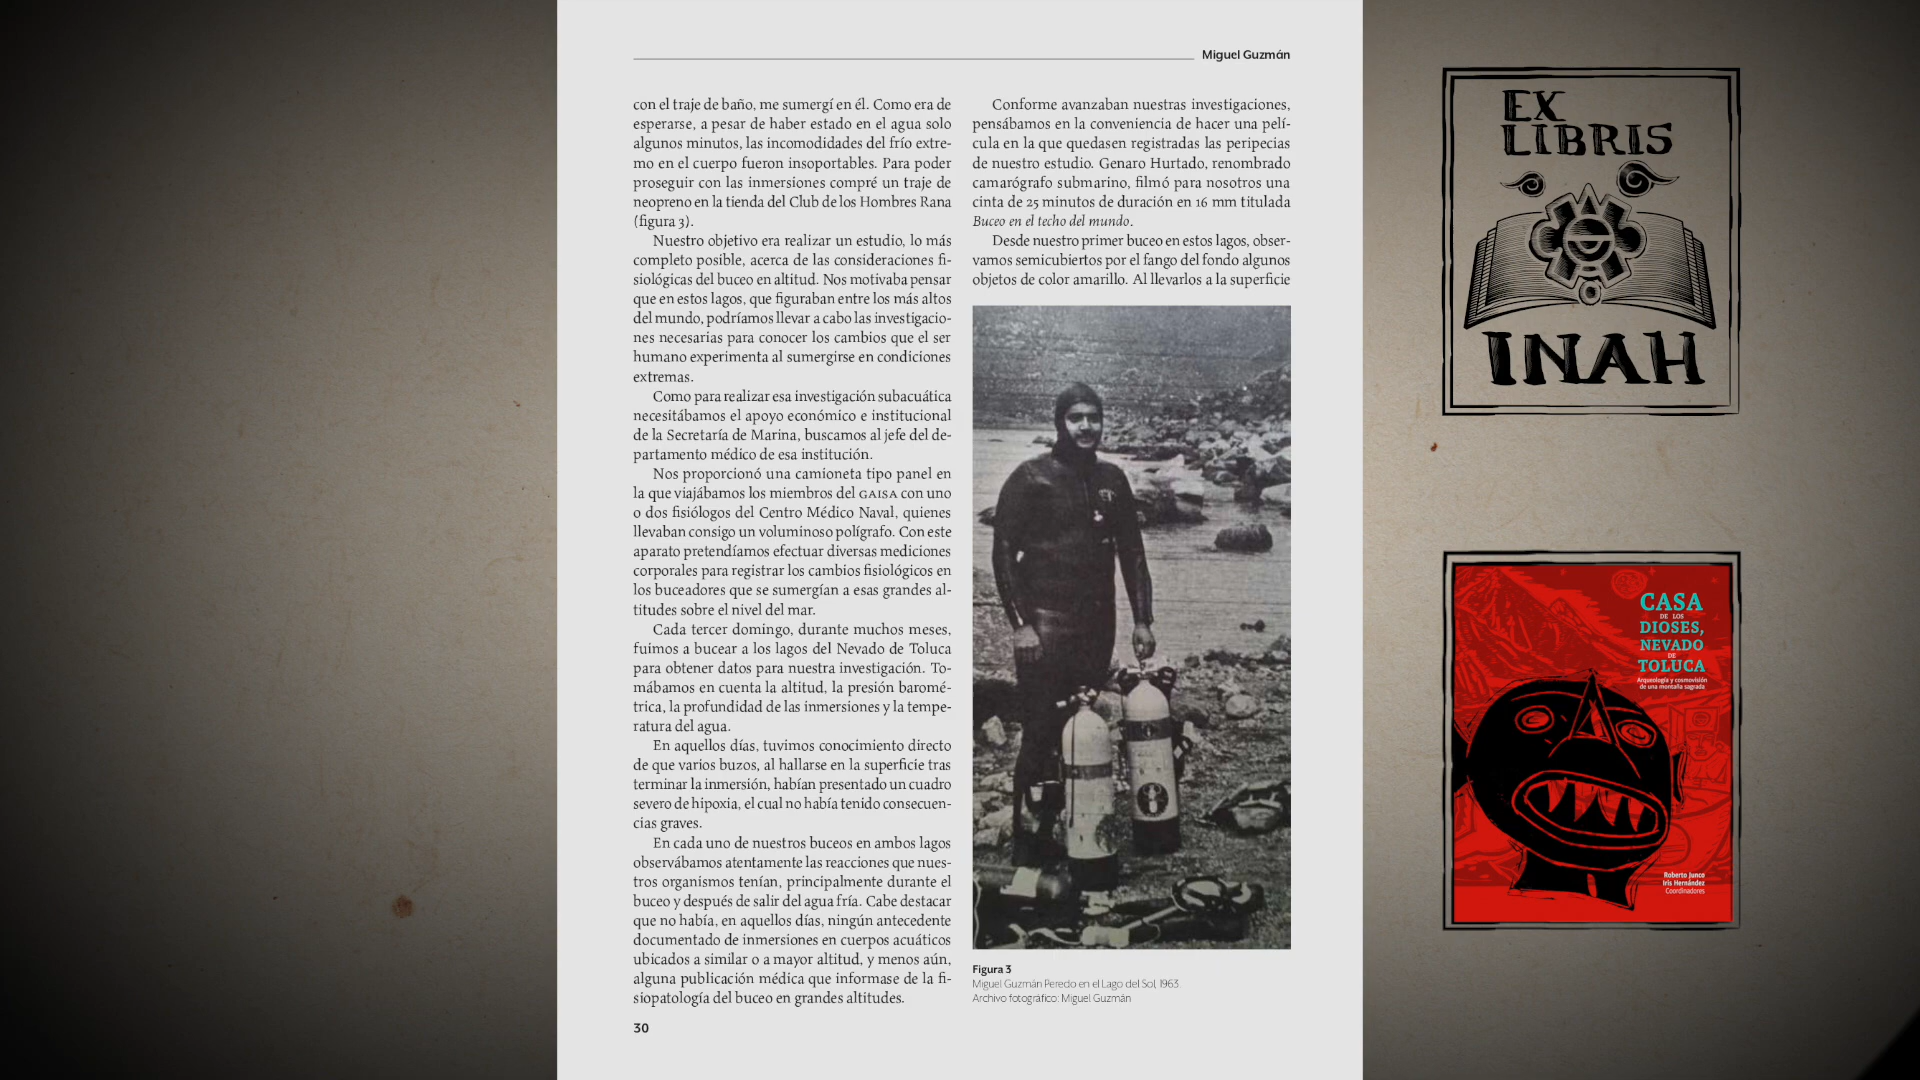 Miguel Guzmán
con el traje de baño, me sumergí en él. Como era de
esperarse, a pesar de haber estado en el agua solo
algunos minutos, las incomodidades del frío extre-
mo en el cuerpo fueron insoportables. Para poder
proseguir con las inmersiones compré un traje de
neopreno en la tienda del Club de los Hombres Rana
(figura 3).
Nuestro objetivo era realizar un estudio, lo más
completo posible, acerca de las consideraciones fi-
siológicas del buceo en altitud. Nos motivaba pensar
que en estos lagos, que figuraban entre los más altos
del mundo, podríamos llevar a cabo las investigacio-
nes necesarias para conocer los cambios que el ser
humano experimenta al sumergirse en condiciones
extremas.
Como para realizar esa investigación subacuática
necesitábamos el apoyo económico e institucional
de la Secretaría de Marina, buscamos al jefe del de-
partamento médico de esa institución.
Nos proporcionó una camioneta tipo panel en
la que viajábamos los miembros del GAISA con uno
o dos fisiólogos del Centro Médico Naval, quienes
llevaban consigo un voluminoso polígrafo. Con este
aparato pretendíamos efectuar diversas mediciones
corporales para registrar los cambios fisiológicos en
los buceadores que se sumergían a esas grandes al-
titudes sobre el nivel del mar.
Cada tercer domingo, durante muchos meses,
fuimos a bucear a los lagos del Nevado de Toluca
para obtener datos para nuestra investigación. To-
mábamos en cuenta la altitud, la presión baromé-
trica, la profundidad de las inmersiones y la tempe-
ratura del agua.
En aquellos días, tuvimos conocimiento directo
de que varios buzos, al hallarse en la superficie tras
terminar la inmersión, habían presentado un cuadro
severo de hipoxia, el cual no había tenido consecuen-
cias graves.
En cada uno de nuestros buceos en ambos lagos
observábamos atentamente las reacciones que nues-
tros organismos tenían, principalmente durante el
buceo y después de salir del agua fría. Cabe destacar
que no había, en aquellos días, ningún antecedente
documentado de inmersiones en cuerpos acuáticos
ubicados a similar o a mayor altitud, y menos aún,
alguna publicación médica que informase de la fi-
siopatología del buceo en grandes altitudes.
30
Conforme avanzaban nuestras investigaciones,
pensábamos en la conveniencia de hacer una pelí-
cula en la que quedasen registradas las peripecias
de nuestro estudio. Genaro Hurtado, renombrado
camarógrafo submarino, filmó para nosotros una
cinta de 25 minutos de duración en 16 mm titulada
Buceo en el techo del mundo.
Desde nuestro primer buceo en estos lagos, obser-
vamos semicubiertos por el fango del fondo algunos
objetos de color amarillo. Al llevarlos a la superficie
Figura 3
Miguel Guzmán Peredo en el Lago del Sol, 1963.
Archivo fotográfico: Miguel Guzmán
EX
LIBRIS
INAH
CASA
DE LOS
DIOSES,
NEVADO
DE
TOLUCA
Arqueología y cosmovisión
de una montaña sagrada
Roberto Junco
Iris Hernández
Coordinadores